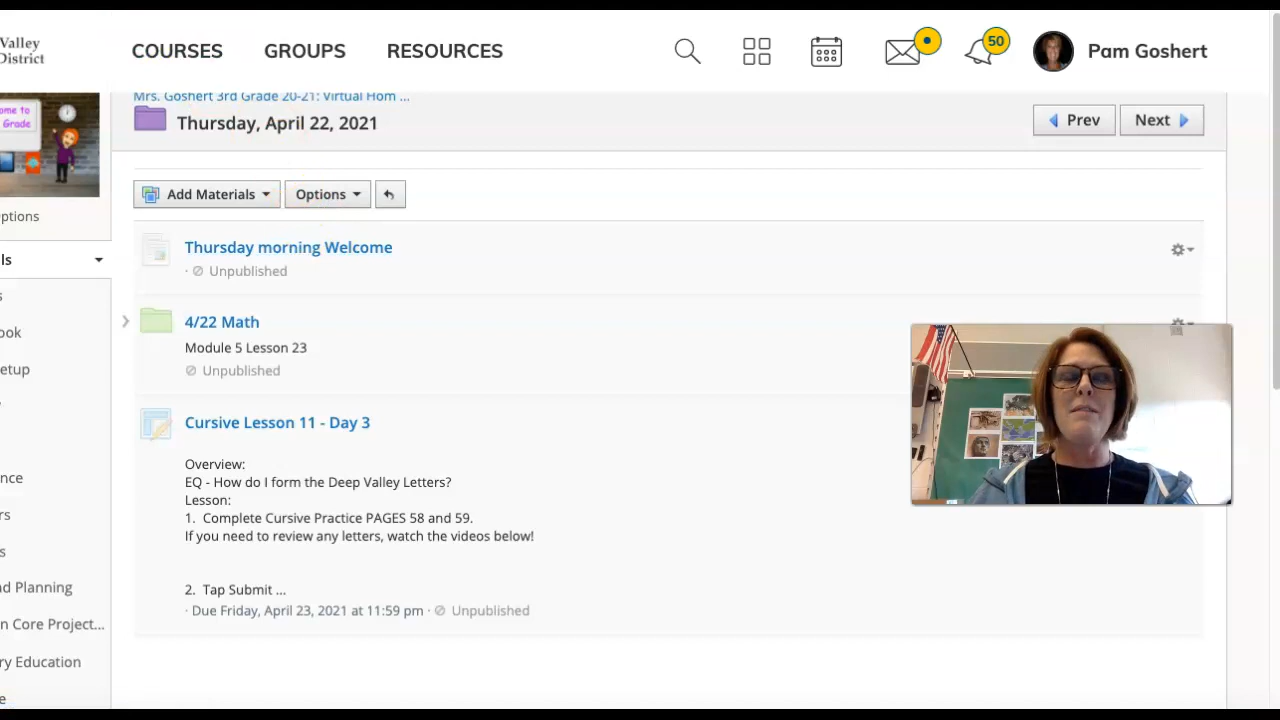 Valley
District
COURSES GROUPS RESOURCES
50
Pam Goshert
Mrs. Goshert 3rd Grade 20-21: Virtual Hom ...
Thursday, April 22, 2021
Prev
Next
ome to
Grade
Add Materials
Options
ptions
ls
Thursday morning Welcome
· Unpublished
s
4/22 Math
Module 5 Lesson 23
Unpublished
ook
etup
Cursive Lesson 11 - Day 3
Overview:
EQ - How do I form the Deep Valley Letters?
Lesson:
1. Complete Cursive Practice PAGES 58 and 59.
If you need to review any letters, watch the videos below!
2. Tap Submit ...
· Due Friday, April 23, 2021 at 11:59 pm · Unpublished
nce
rs
s
nd Planning
n Core Project...
ry Education
e